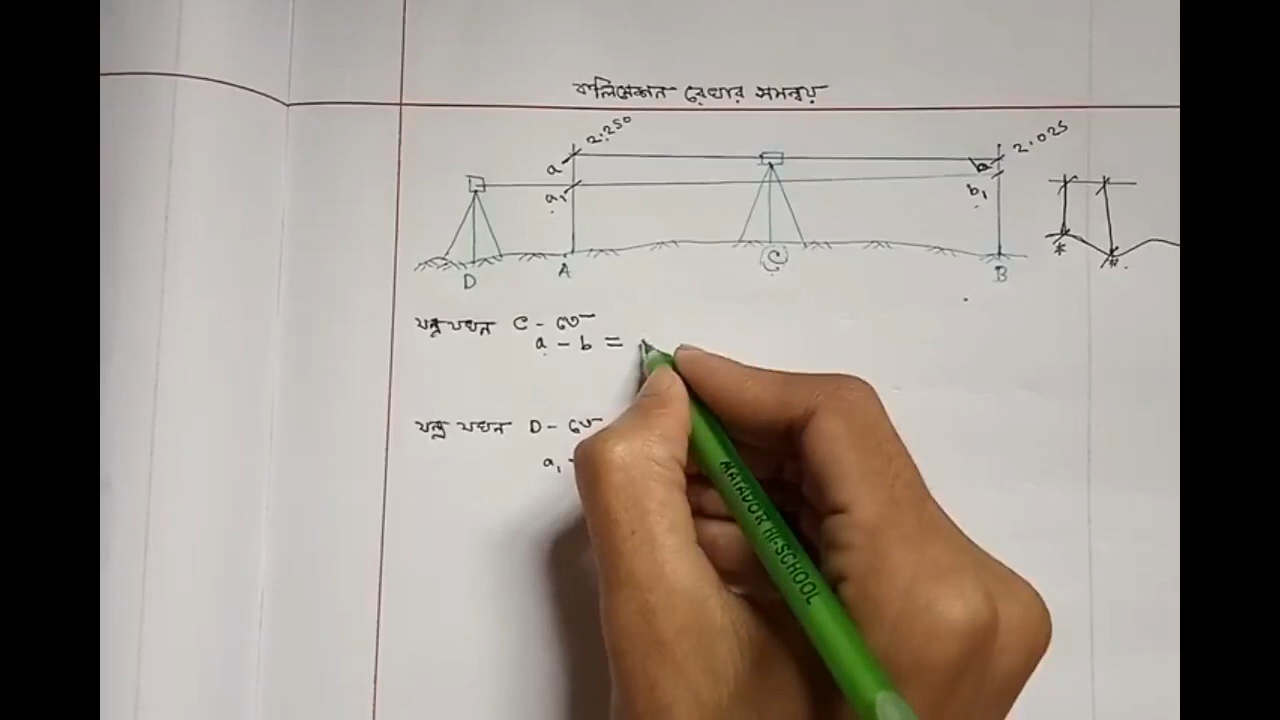 কলিমেশন রেখার সমন্বয়
2.250
2.025
a
b
a₁
b₁
D
A
C
B
যন্ত্র যখন C - তে
a - b =
যন্ত্র যখন D - তে
a₁
MATADOR HI-SCHOOL